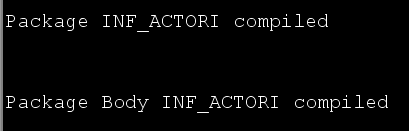 Package INF_ACTORI compiled
Package Body INF_ACTORI compiled